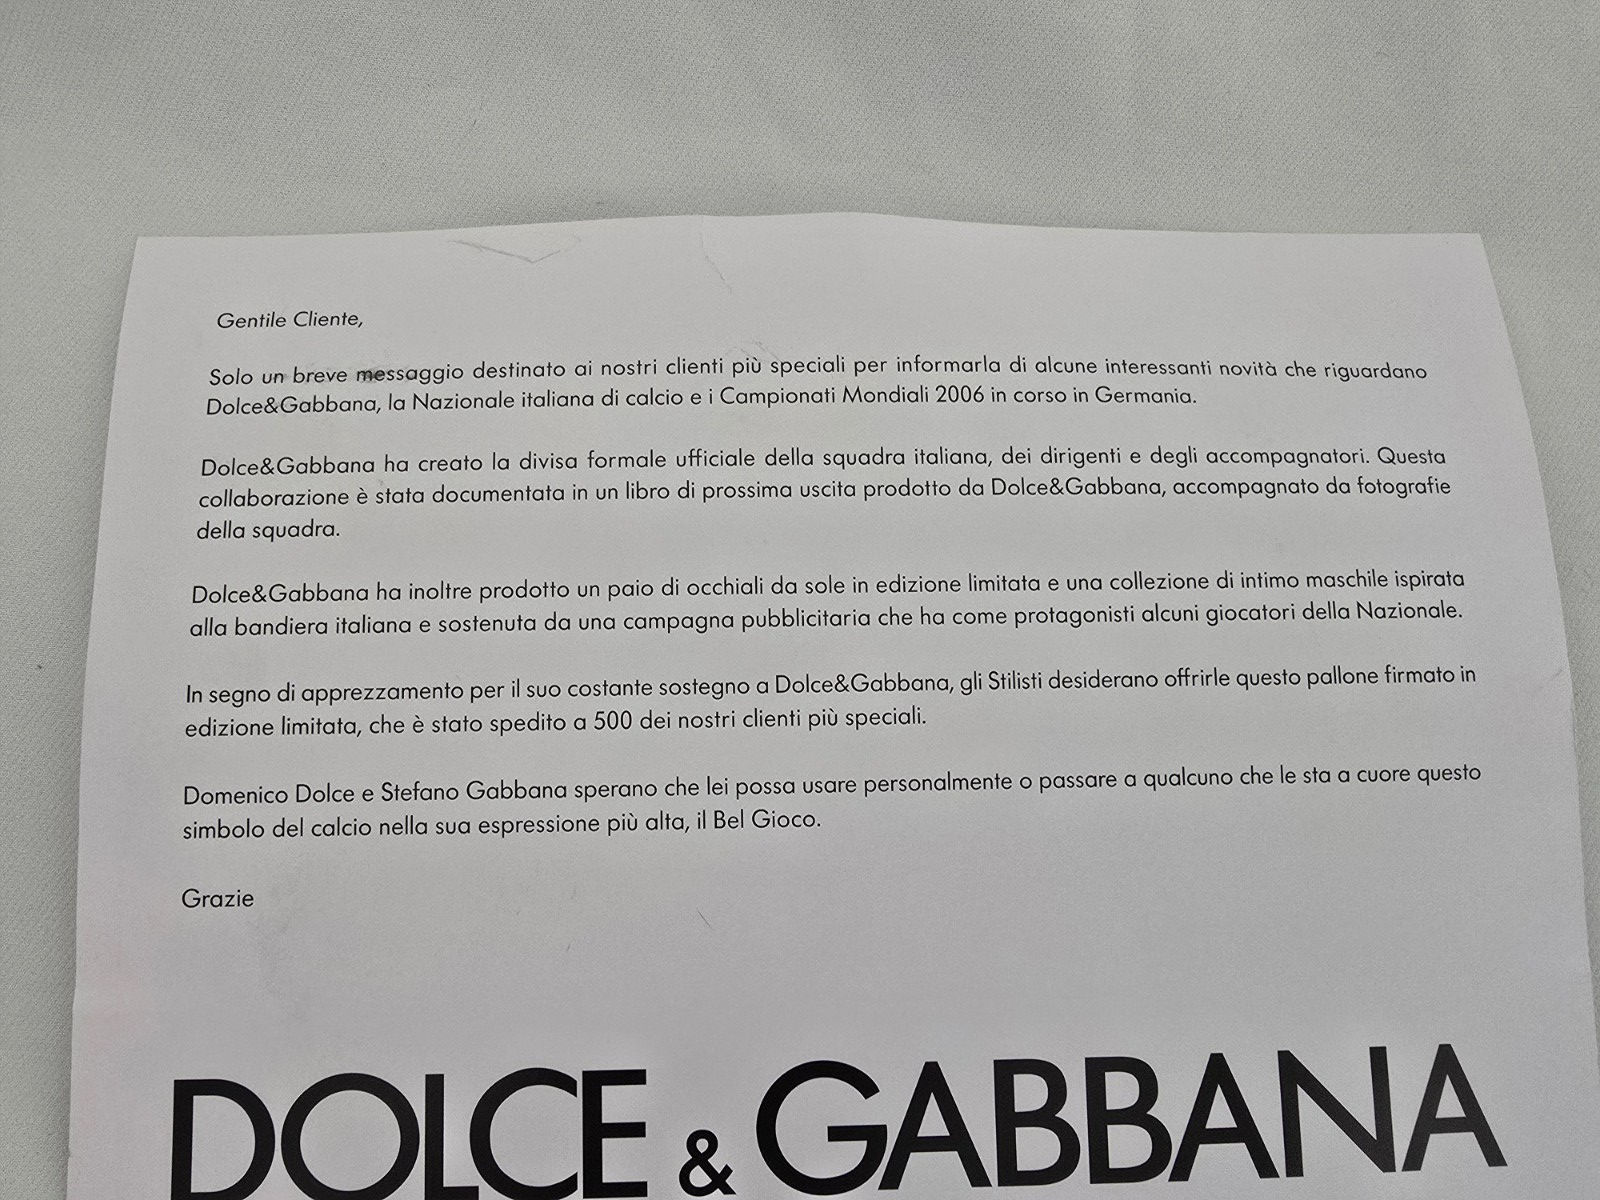 Gentile Cliente,
Solo un breve messaggio destinato ai nostri clienti più speciali per informarla di alcune interessanti novità che riguardano
Dolce&Gabbana, la Nazionale italiana di calcio e i Campionati Mondiali 2006 in corso in Germania.
Dolce&Gabbana ha creato la divisa formale ufficiale della squadra italiana, dei dirigenti e degli accompagnatori. Questa
collaborazione è stata documentata in un libro di prossima uscita prodotto da Dolce&Gabbana, accompagnato da fotografie
della squadra.
Dolce&Gabbana ha inoltre prodotto un paio di occhiali da sole in edizione limitata e una collezione di intimo maschile ispirata
alla bandiera italiana e sostenuta da una campagna pubblicitaria che ha come protagonisti alcuni giocatori della Nazionale.
In segno di apprezzamento per il suo costante sostegno a Dolce&Gabbana, gli Stilisti desiderano offrirle questo pallone firmato in
edizione limitata, che è stato spedito a 500 dei nostri clienti più speciali.
Domenico Dolce e Stefano Gabbana sperano che lei possa usare personalmente o passare a qualcuno che le sta a cuore questo
simbolo del calcio nella sua espressione più alta, il Bel Gioco.
Grazie
DOLCE & GABBANA